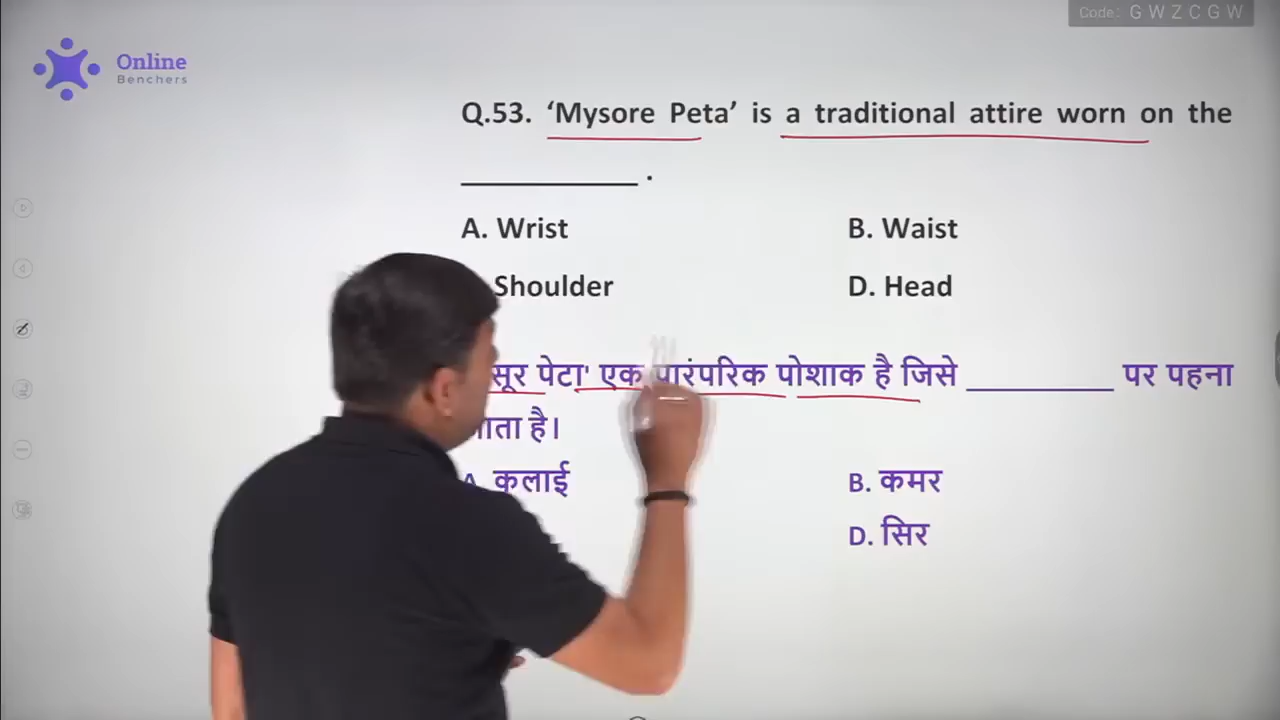 Code: G W Z C G W
Online
Benchers
Q.53. ‘Mysore Peta’ is a traditional attire worn on the
__________ .
A. Wrist
B. Waist
Shoulder
D. Head
पेटा' एक पारंपरिक पोशाक है जिसे ________ पर पहना
है।
A. कलाई
B. कमर
D. सिर